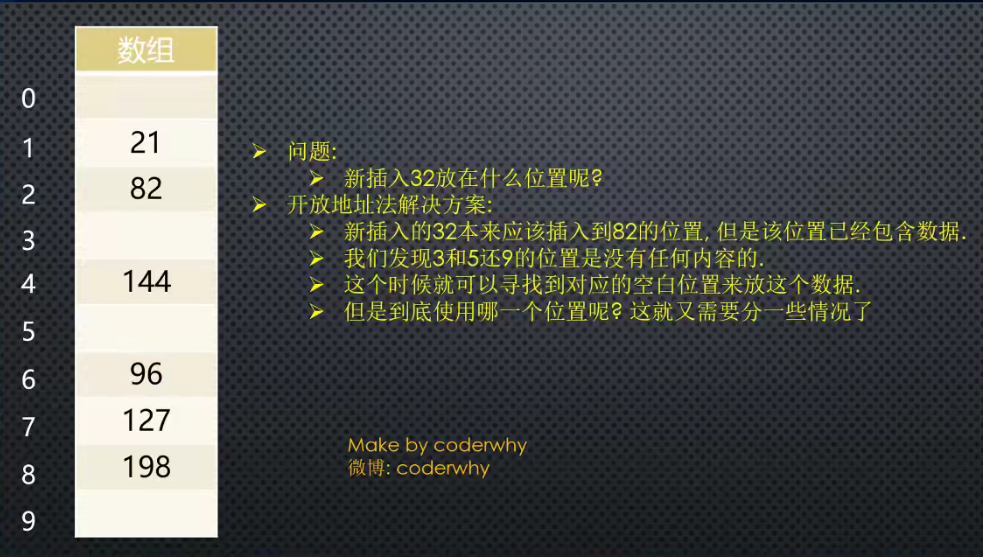 数组
0
1 21
2 82
3
4 144
5
6 96
7 127
8 198
9
➢ 问题:
➢ 新插入32放在什么位置呢?
➢ 开放地址法解决方案:
➢ 新插入的32本来应该插入到82的位置, 但是该位置已经包含数据.
➢ 我们发现3和5还9的位置是没有任何内容的.
➢ 这个时候就可以寻找到对应的空白位置来放这个数据.
➢ 但是到底使用哪一个位置呢? 这就又需要分一些情况了
Make by coderwhy
微博: coderwhy